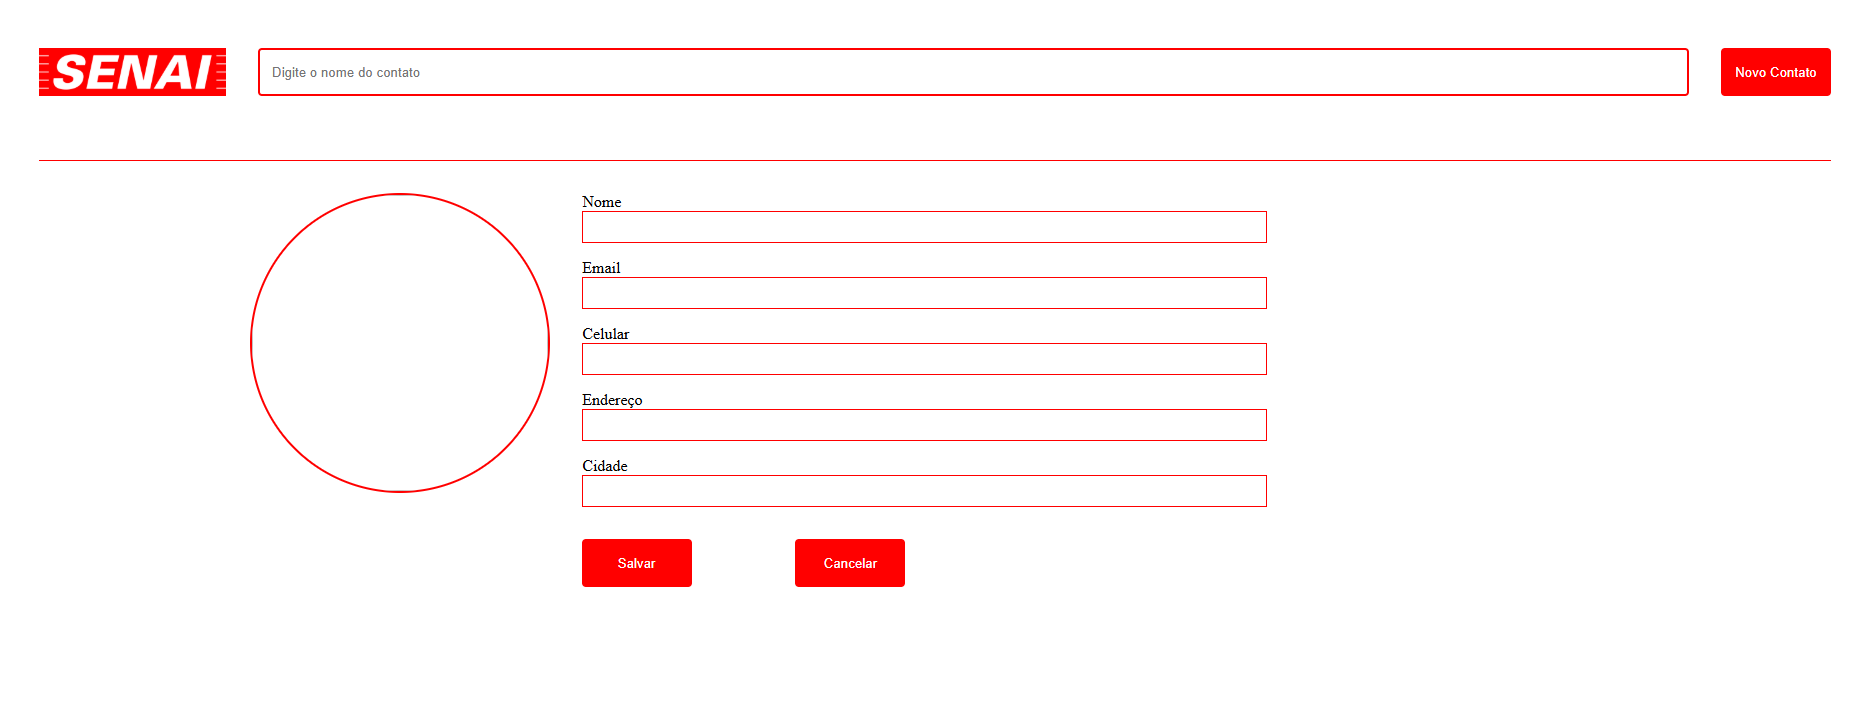 SENAI
Digite o nome do contato
Novo Contato
Nome
Email
Celular
Endereço
Cidade
Salvar
Cancelar